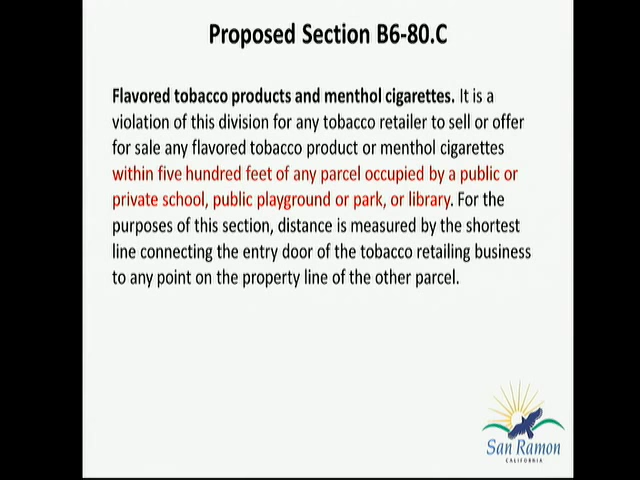 Proposed Section B6-80.C
Flavored tobacco products and menthol cigarettes. It is a
violation of this division for any tobacco retailer to sell or offer
for sale any flavored tobacco product or menthol cigarettes
within five hundred feet of any parcel occupied by a public or
private school, public playground or park, or library. For the
purposes of this section, distance is measured by the shortest
line connecting the entry door of the tobacco retailing business
to any point on the property line of the other parcel.
San Ramon
CALIFORNIA